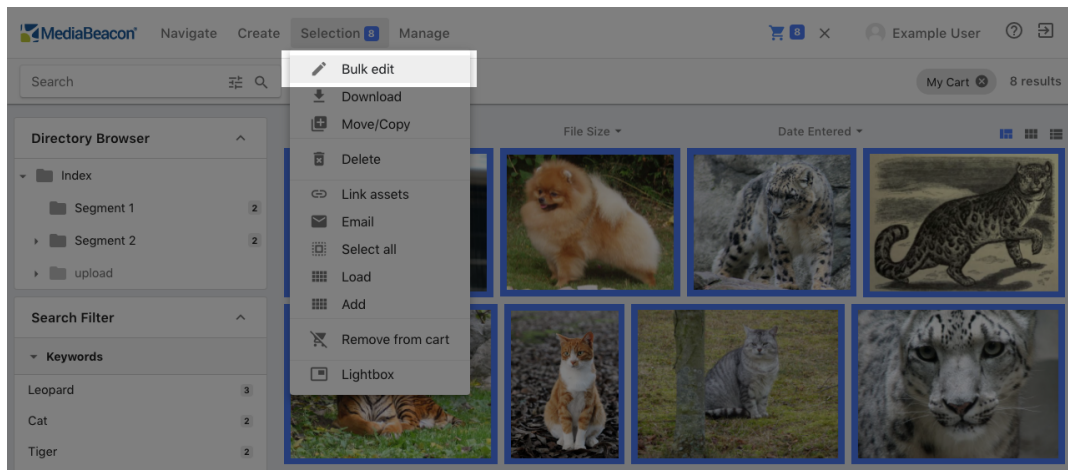 MediaBeacon® Navigate Create Selection 8 Manage 8 Example User
Search My Cart 8 results
Bulk edit
Download
Move/Copy
Delete
Link assets
Email
Select all
Load
Add
Remove from cart
Lightbox
File Size Date Entered
Directory Browser
Index
Segment 1 2
Segment 2 2
upload
Search Filter
Keywords
Leopard 3
Cat 2
Tiger 2